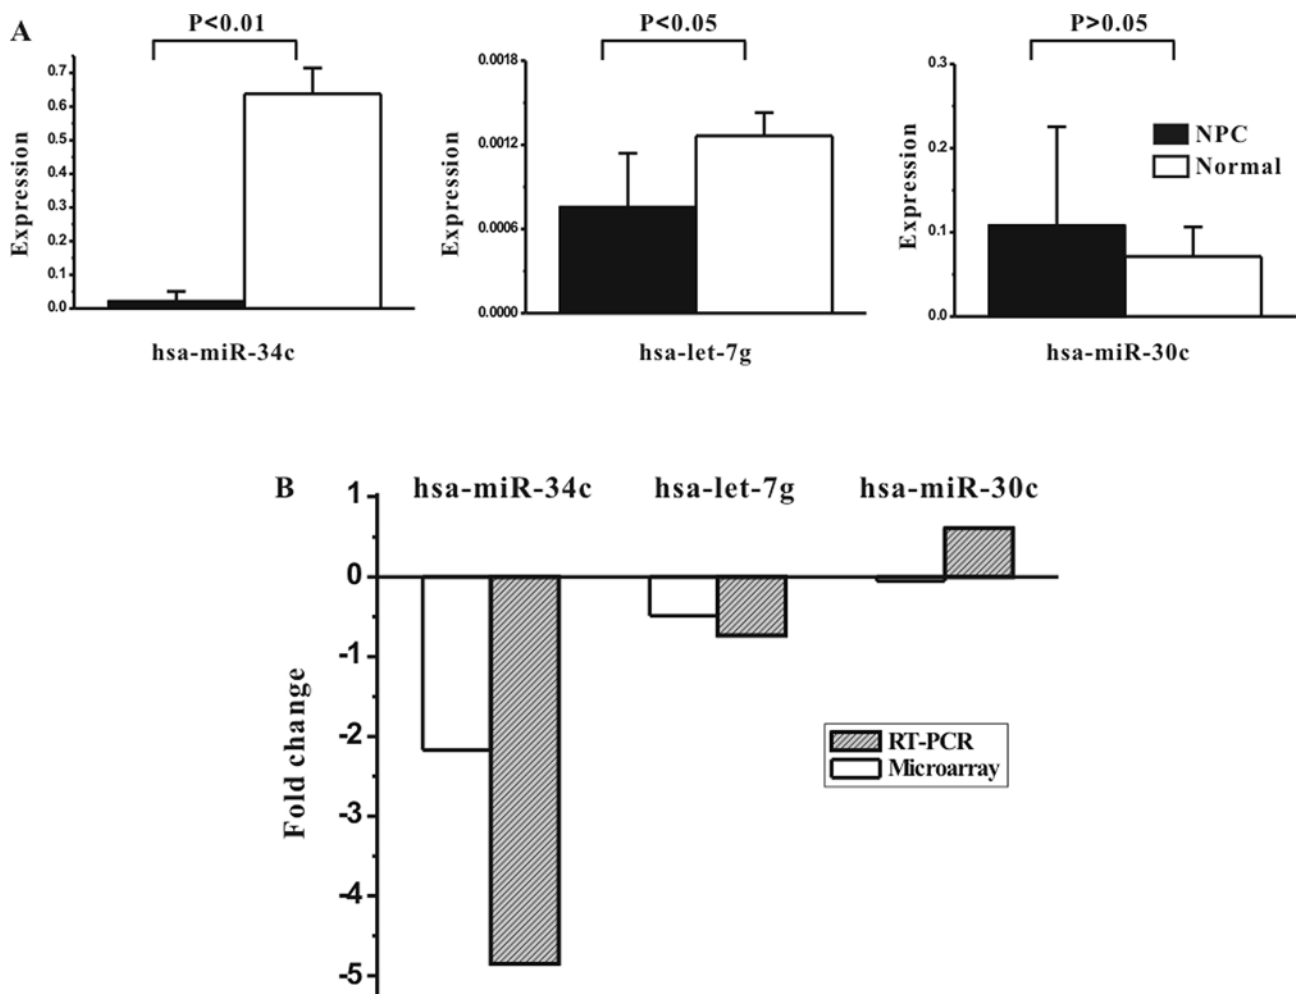 A
P<0.01
P<0.05
P>0.05
Expression
0.7
0.6
0.5
0.4
0.3
0.2
0.1
0.0
hsa-miR-34c
Expression
0.0018
0.0012
0.0006
0.0000
hsa-let-7g
Expression
0.3
0.2
0.1
0.0
hsa-miR-30c
NPC
Normal
B
hsa-miR-34c
hsa-let-7g
hsa-miR-30c
Fold change
1
0
-1
-2
-3
-4
-5
RT-PCR
Microarray